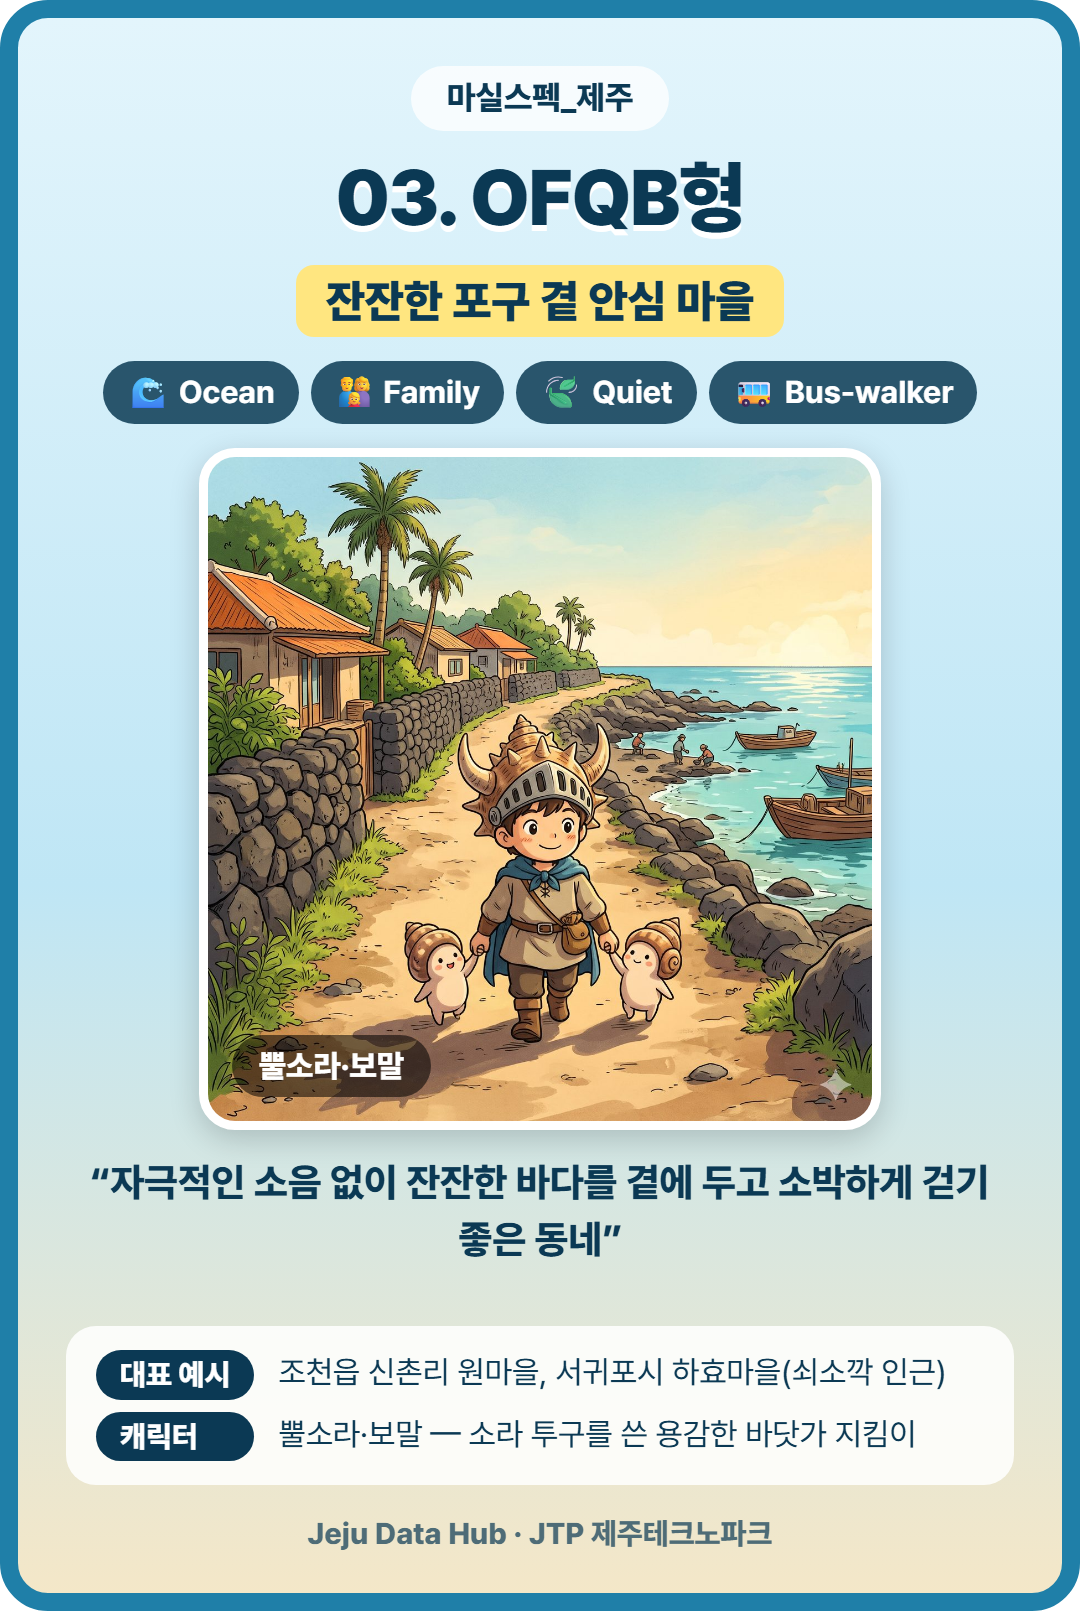 마실스펙_제주
03. OFQB형
잔잔한 포구 곁 안심 마을
Ocean
Family
Quiet
Bus-walker
뿔소라·보말
“자극적인 소음 없이 잔잔한 바다를 곁에 두고 소박하게 걷기
좋은 동네”
대표 예시 조천읍 신촌리 원마을, 서귀포시 하효마을(쇠소깍 인근)
캐릭터 뿔소라·보말 — 소라 투구를 쓴 용감한 바닷가 지킴이
Jeju Data Hub · JTP 제주테크노파크